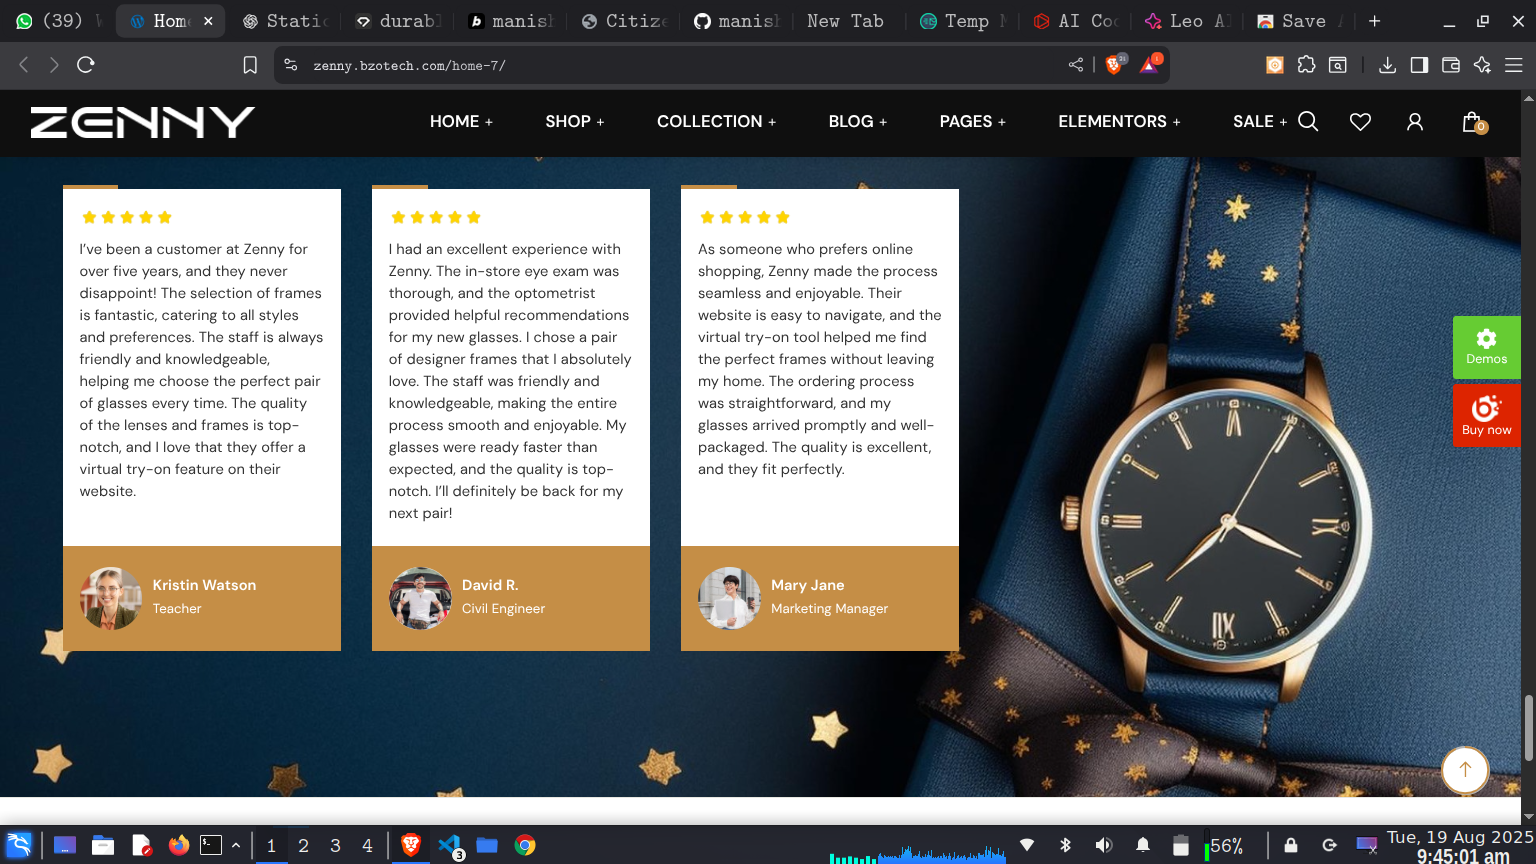 (39)
Home
Static
durabl
manish
Citize
manish
New Tab
Temp M
AI Co
Leo A
Save
zenny.bzotech.com/home-7/
ZENNY
HOME +
SHOP +
COLLECTION +
BLOG +
PAGES +
ELEMENTORS +
SALE +
0
I've been a customer at Zenny for
over five years, and they never
disappoint! The selection of frames
is fantastic, catering to all styles
and preferences. The staff is always
friendly and knowledgeable,
helping me choose the perfect pair
of glasses every time. The quality
of the lenses and frames is top-
notch, and I love that they offer a
virtual try-on feature on their
website.
Kristin Watson
Teacher
I had an excellent experience with
Zenny. The in-store eye exam was
thorough, and the optometrist
provided helpful recommendations
for my new glasses. I chose a pair
of designer frames that I absolutely
love. The staff was friendly and
knowledgeable, making the entire
process smooth and enjoyable. My
glasses were ready faster than
expected, and the quality is top-
notch. I'll definitely be back for my
next pair!
David R.
Civil Engineer
As someone who prefers online
shopping, Zenny made the process
seamless and enjoyable. Their
website is easy to navigate, and the
virtual try-on tool helped me find
the perfect frames without leaving
my home. The ordering process
was straightforward, and my
glasses arrived promptly and well-
packaged. The quality is excellent,
and they fit perfectly.
Mary Jane
Marketing Manager
Demos
Buy now
1
2
3
4
3
56%
Tue, 19 Aug 2025
9:45:01 am